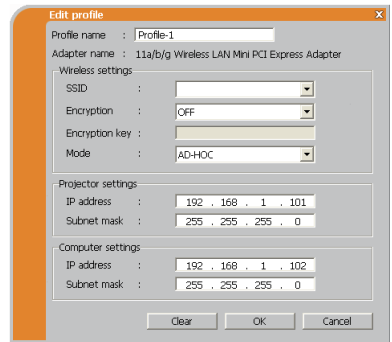 Edit profile
X
Profile name : Profile-1
Adapter name : 11a/b/g Wireless LAN Mini PCI Express Adapter
Wireless settings
SSID :
Encryption : OFF
Encryption key :
Mode : AD-HOC
Projector settings
IP address : 192 . 168 . 1 . 101
Subnet mask : 255 . 255 . 255 . 0
Computer settings
IP address : 192 . 168 . 1 . 102
Subnet mask : 255 . 255 . 255 . 0
Clear OK Cancel